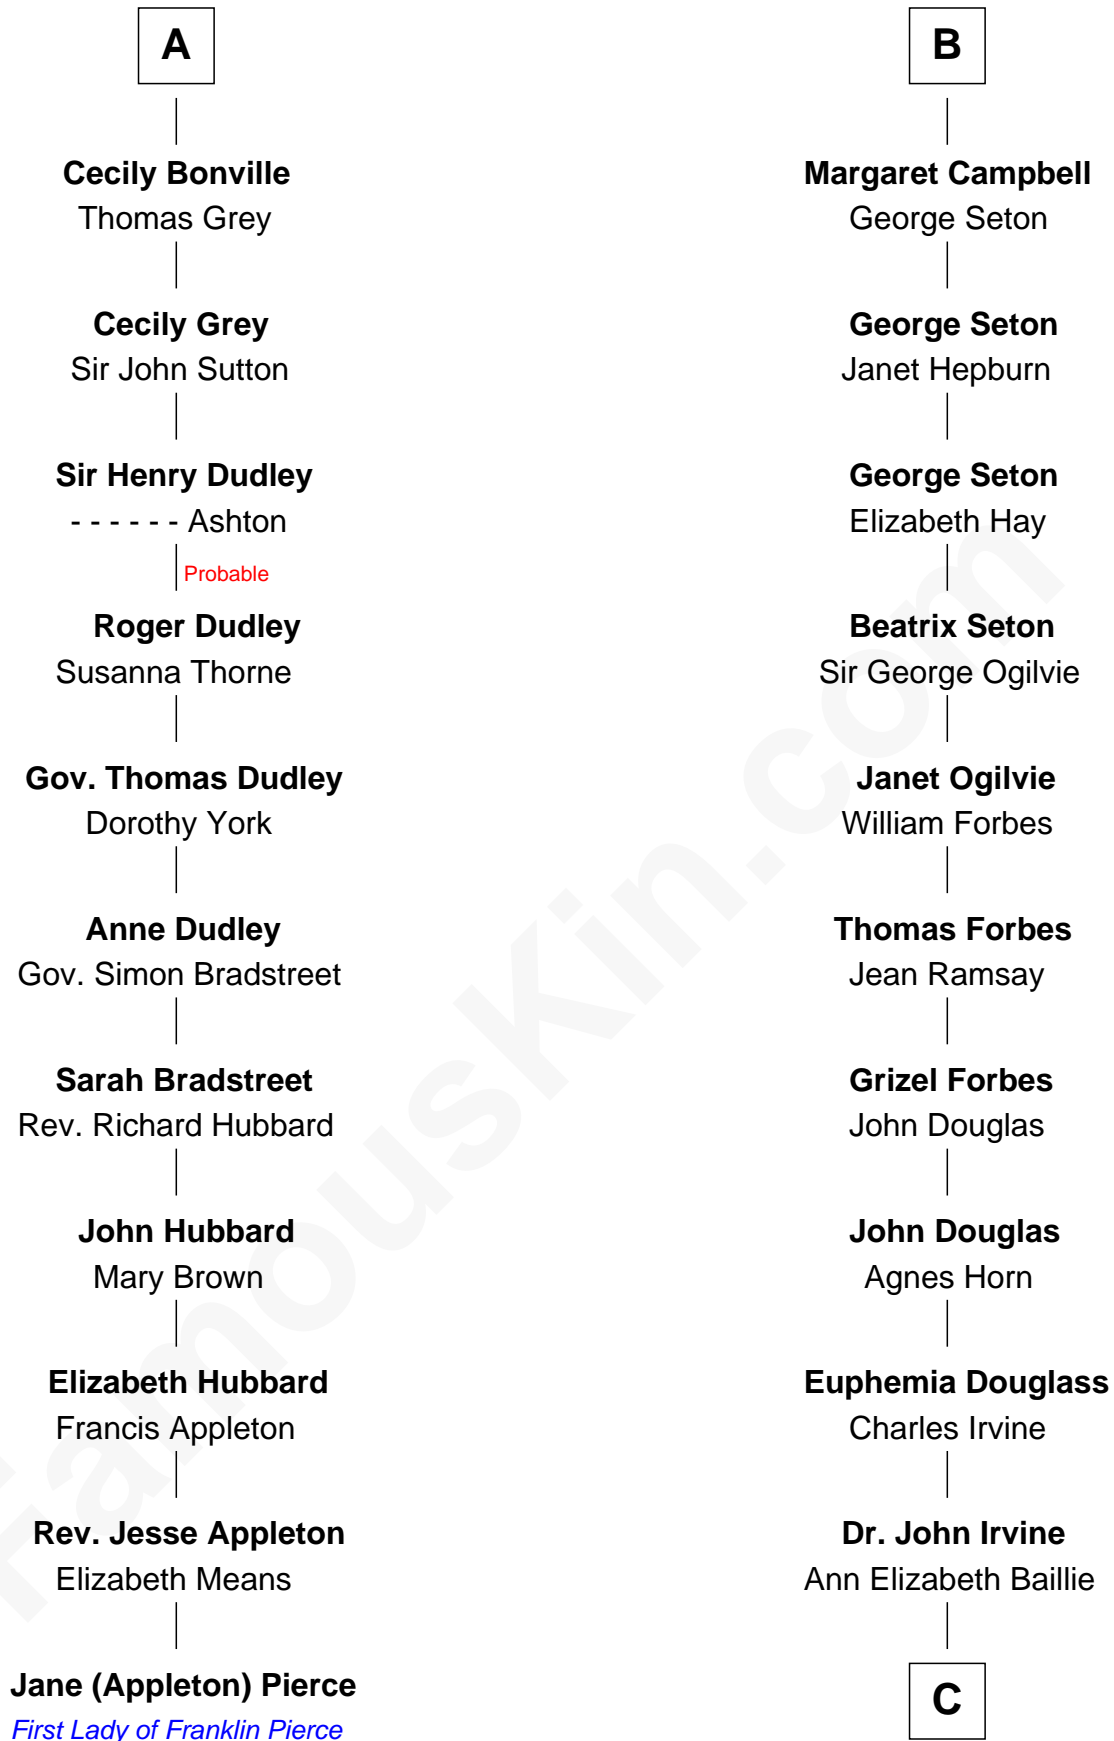 A
Cecily Bonville
Thomas Grey
Cecily Grey
Sir John Sutton
Sir Henry Dudley
- - - - - - Ashton
Probable
Roger Dudley
Susanna Thorne
Gov. Thomas Dudley
Dorothy York
Anne Dudley
Gov. Simon Bradstreet
Sarah Bradstreet
Rev. Richard Hubbard
John Hubbard
Mary Brown
Elizabeth Hubbard
Francis Appleton
Rev. Jesse Appleton
Elizabeth Means
Jane (Appleton) Pierce
First Lady of Franklin Pierce
B
Margaret Campbell
George Seton
George Seton
Janet Hepburn
George Seton
Elizabeth Hay
Beatrix Seton
Sir George Ogilvie
Janet Ogilvie
William Forbes
Thomas Forbes
Jean Ramsay
Grizel Forbes
John Douglas
John Douglas
Agnes Horn
Euphemia Douglass
Charles Irvine
Dr. John Irvine
Ann Elizabeth Baillie
C
FamousKin.com